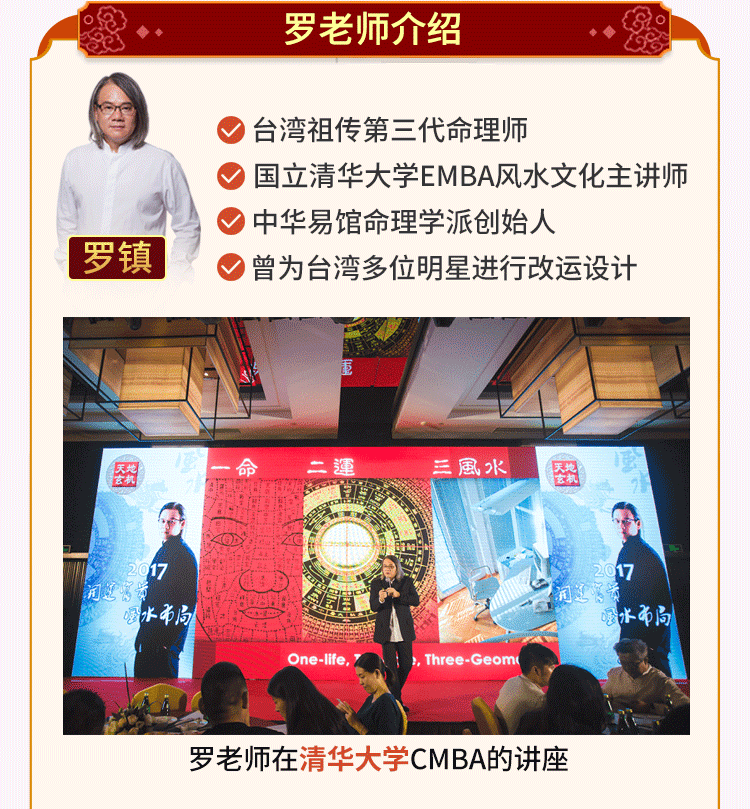 罗老师介绍
台湾祖传第三代命理师
国立清华大学EMBA风水文化主讲师
中华易馆命理学派创始人
曾为台湾多位明星进行改运设计
罗镇
一命 二運 三風水
天地
玄机
天地
玄机
2017
風水布局
2017
風水布局
One-life, Three-Geom
罗老师在清华大学CMBA的讲座